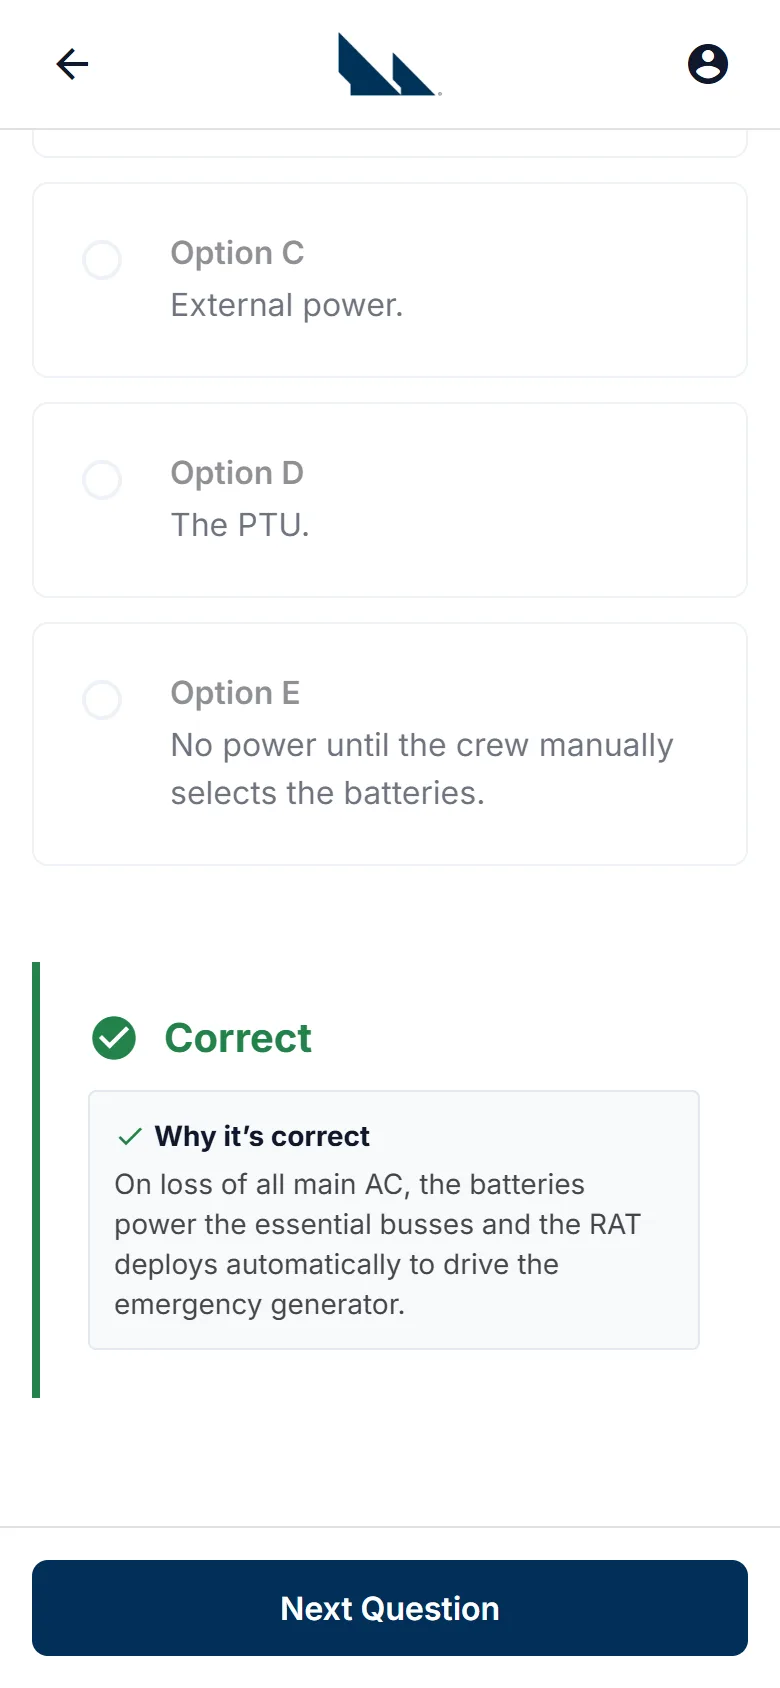 Option C
External power.
Option D
The PTU.
Option E
No power until the crew manually
selects the batteries.
Correct
Why it’s correct
On loss of all main AC, the batteries
power the essential busses and the RAT
deploys automatically to drive the
emergency generator.
Next Question